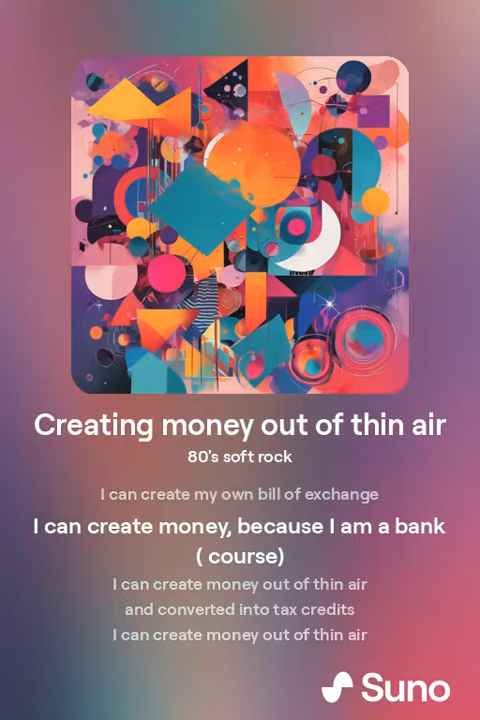 Creating money out of thin air
80's soft rock
I can create my own bill of exchange
I can create money, because I am a bank
( course)
I can create money out of thin air
and converted into tax credits
I can create money out of thin air
Suno